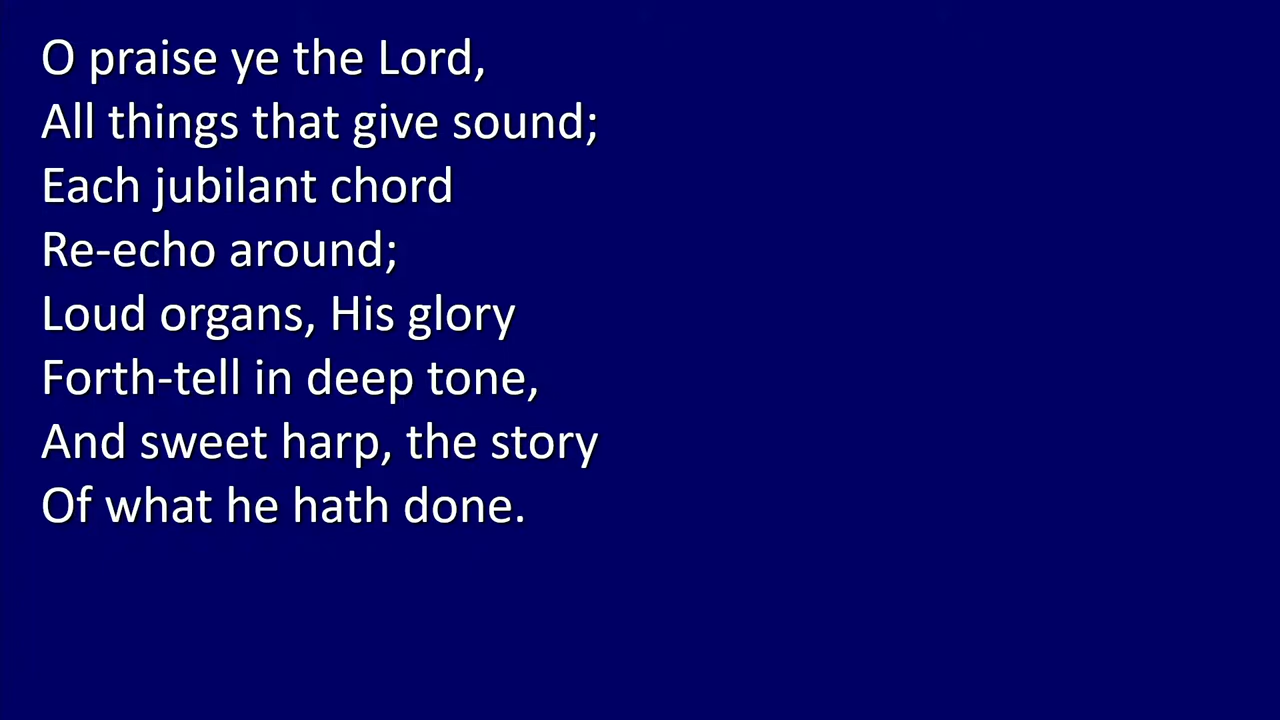 O praise ye the Lord,
All things that give sound;
Each jubilant chord
Re-echo around;
Loud organs, His glory
Forth-tell in deep tone,
And sweet harp, the story
Of what he hath done.